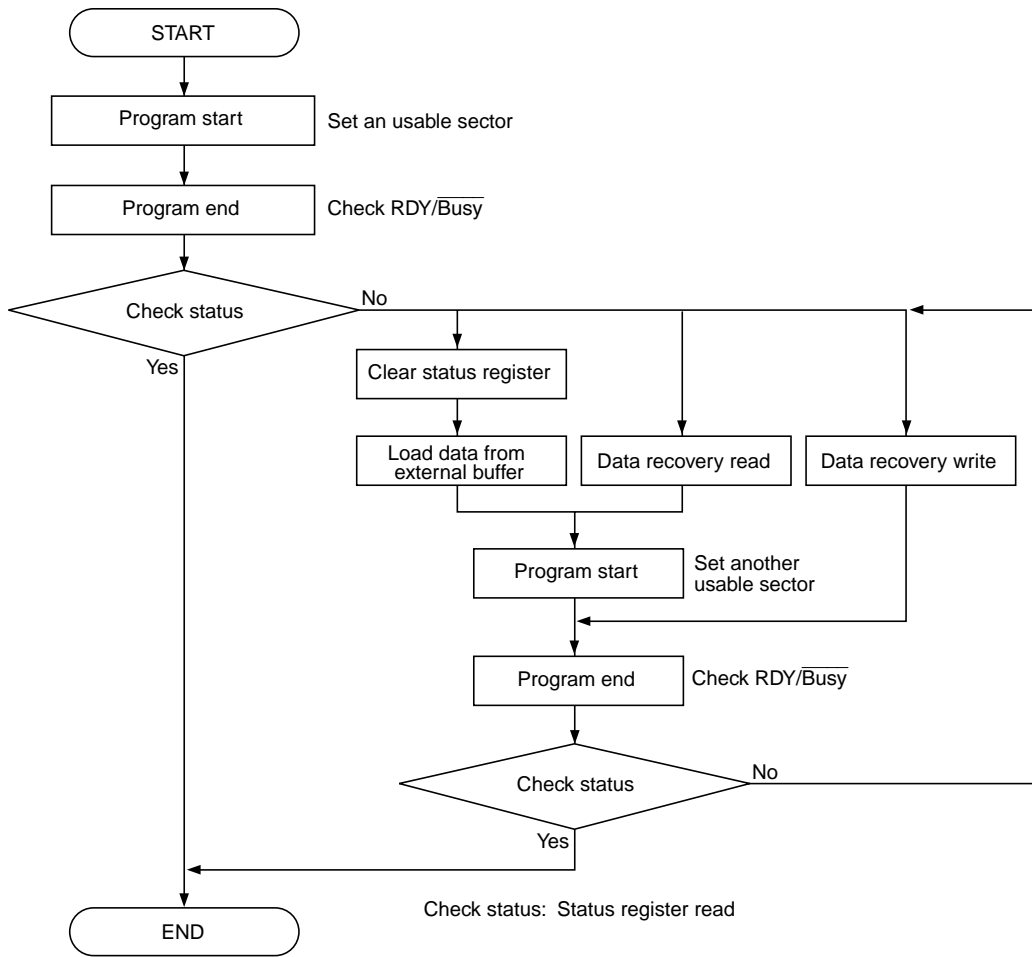 START
Program start
Set an usable sector
Program end
Check RDY/B̅u̅s̅y̅
Check status
No
Yes
Clear status register
Load data from
external buffer
Data recovery read
Data recovery write
Program start
Set another
usable sector
Program end
Check RDY/B̅u̅s̅y̅
Check status
No
Yes
Check status: Status register read
END